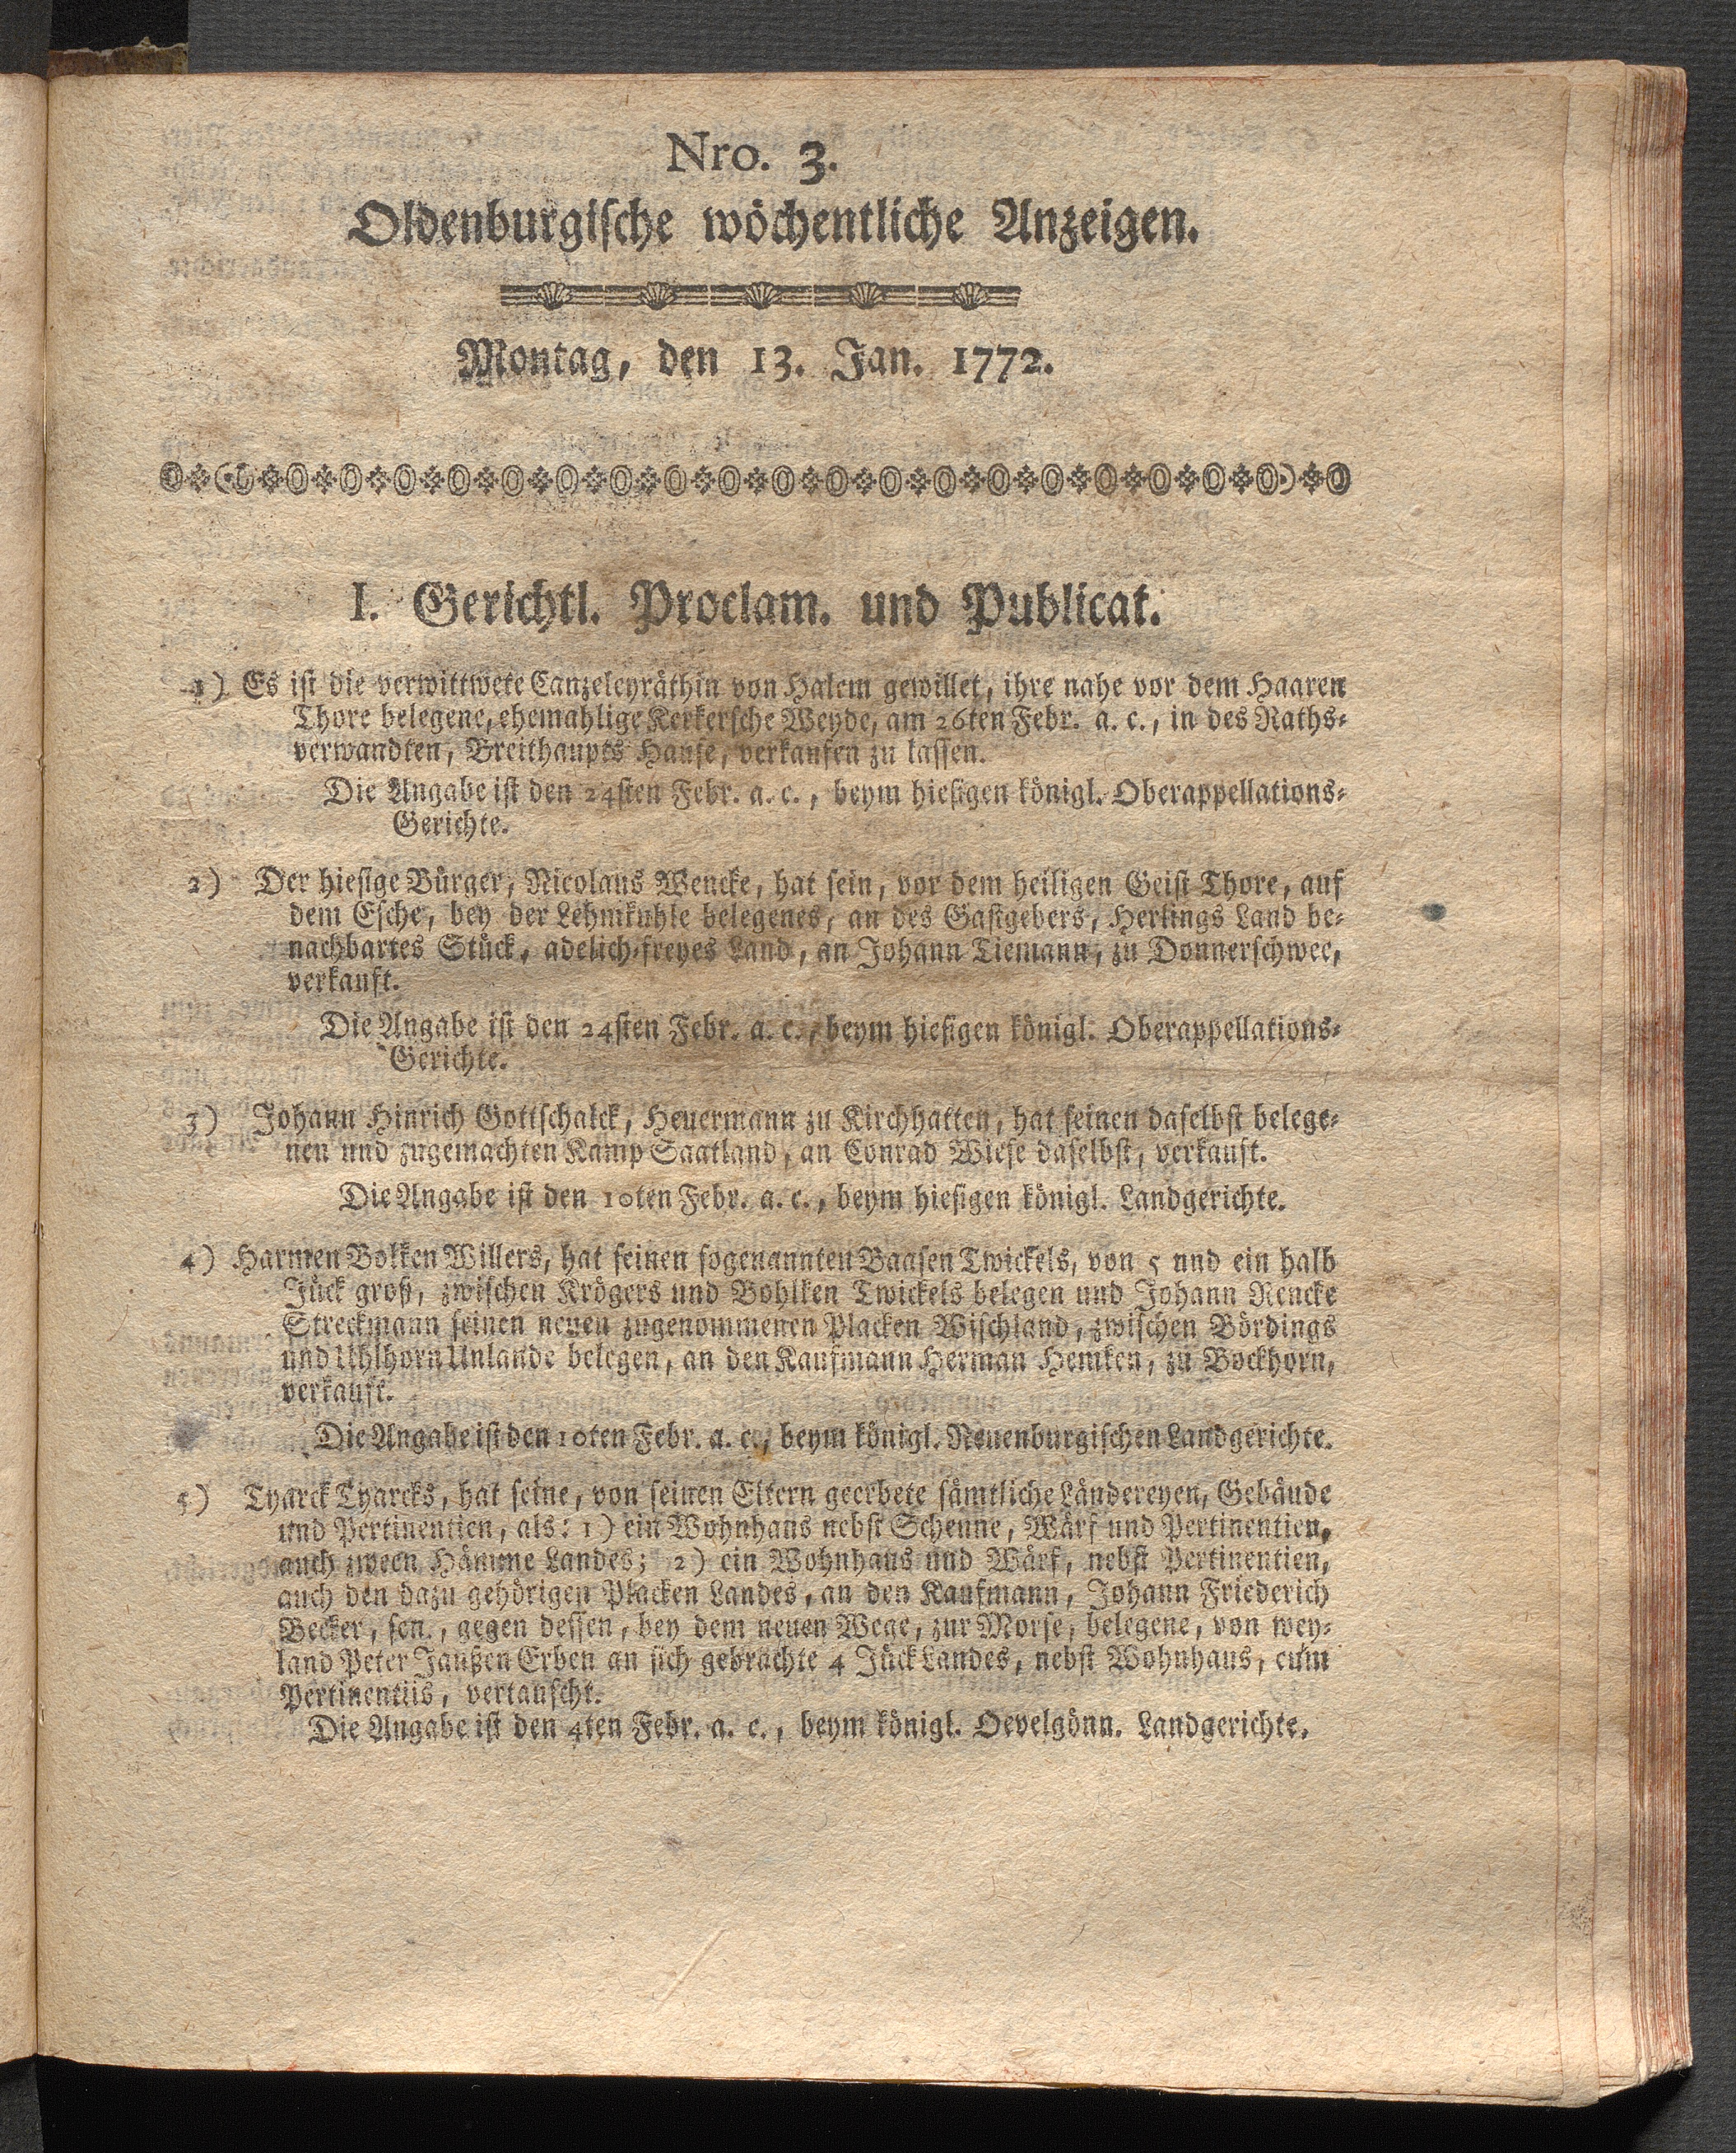 Nro. 3.
Oldenburgische wöchentliche Anzeigen.
Montag, den 13. Jan. 1772.
I. Gerichtl. Proclam. und Publicat.
1) Es ist die verwittwete Canzeleyräthin von Halem gewillet, ihre nahe vor dem Haaren
Thore belegene, ehemahlige Kerkersche Weyde, am 26ten Febr. a. c., in des Raths-
verwandten, Breithaupts Hause, verkaufen zu lassen.
Die Angabe ist den 24sten Febr. a. c., beym hiesigen königl. Oberappellations-
Gerichte.
2) Der hiesige Bürger, Nicolaus Wencke, hat sein, vor dem heiligen Geist Thore, auf
dem Esche, bey der Lehmkuhle belegenes, an des Gastgebers, Hertings Land be-
nachbartes Stück, adelich-freyes Land, an Johann Tiemann, zu Donnerschwee,
verkauft.
Die Angabe ist den 24sten Febr. a. c., beym hiesigen königl. Oberappellations-
Gerichte.
3) Johann Hinrich Gottschalck, Heuermann zu Kirchhatten, hat seinen daselbst belege-
nen und zugemachten Kamp Saatland, an Conrad Wiese daselbst, verkauft.
Die Angabe ist den 10ten Febr. a. c., beym hiesigen königl. Landgerichte.
4) Harmen Bolken Willers, hat seinen sogenannten Baasen Twickels, von 5 und ein halb
Jück groß, zwischen Krögers und Bohlken Twickels belegen und Johann Rencke
Streckmann seinen neuen zugenommenen Placken Wischland, zwischen Bördings
und Uhlhorn Unlande belegen, an den Kaufmann Herman Hemken, zu Bockhorn,
verkauft.
Die Angabe ist den 10ten Febr. a. c., beym königl. Neuenburgischen Landgerichte.
5) Tyarck Tyarcks, hat seine, von seinen Eltern geerbete sämtliche Ländereyen, Gebäude
und Pertinentien, als: 1) ein Wohnhaus nebst Scheune, Wärf und Pertinentien,
auch zween Hämme Landes; 2) ein Wohnhaus und Wärf, nebst Pertinentien,
auch den dazu gehörigen Placken Landes, an den Kaufmann, Johann Friederich
Becker, sen., gegen dessen, bey dem neuen Wege, zur Morse, belegene, von wey-
land Peter Janßen Erben an sich gebrachte 4 Jück Landes, nebst Wohnhaus, cum
Pertinentiis, vertauscht.
Die Angabe ist den 4ten Febr. a. c., beym königl. Oevelgönn. Landgerichte.